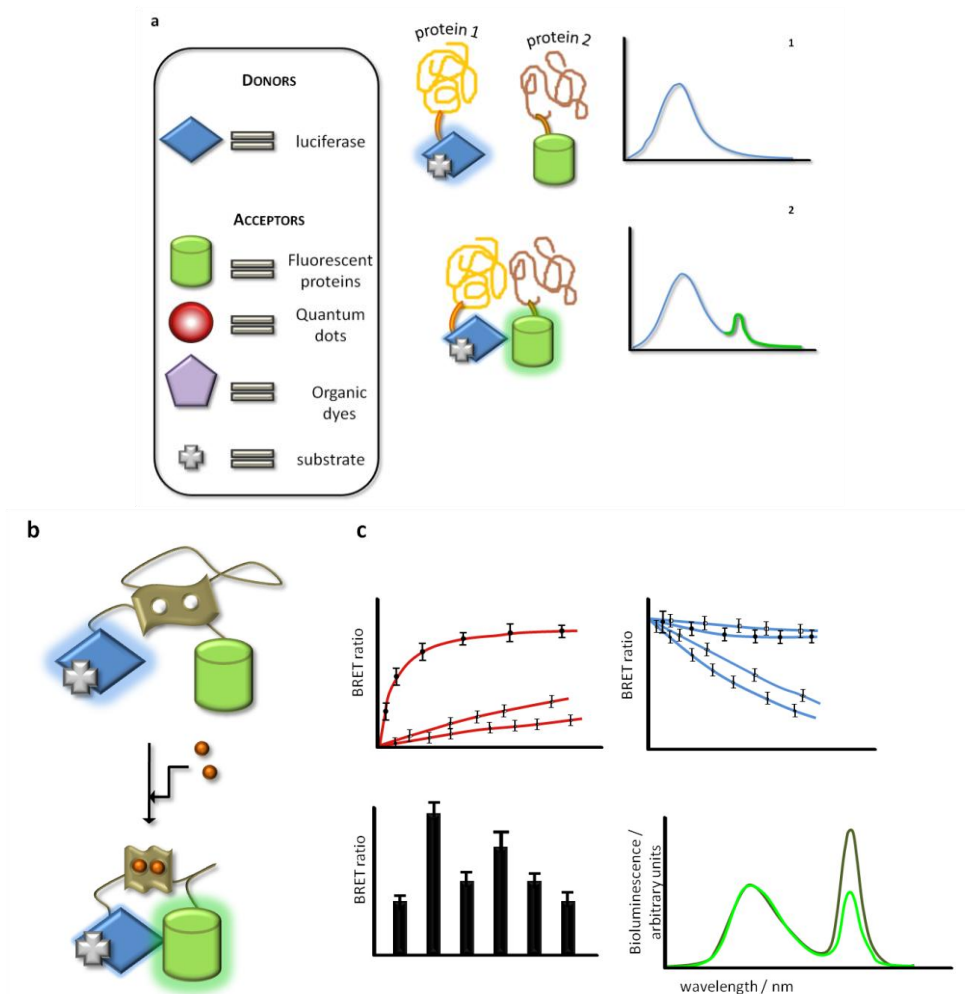 a
DONORS
luciferase
ACCEPTORS
Fluorescent
proteins
Quantum
dots
Organic
dyes
substrate
protein 1
protein 2
1
2
b
c
BRET ratio
BRET ratio
BRET ratio
Bioluminescence /
arbitrary units
wavelength / nm